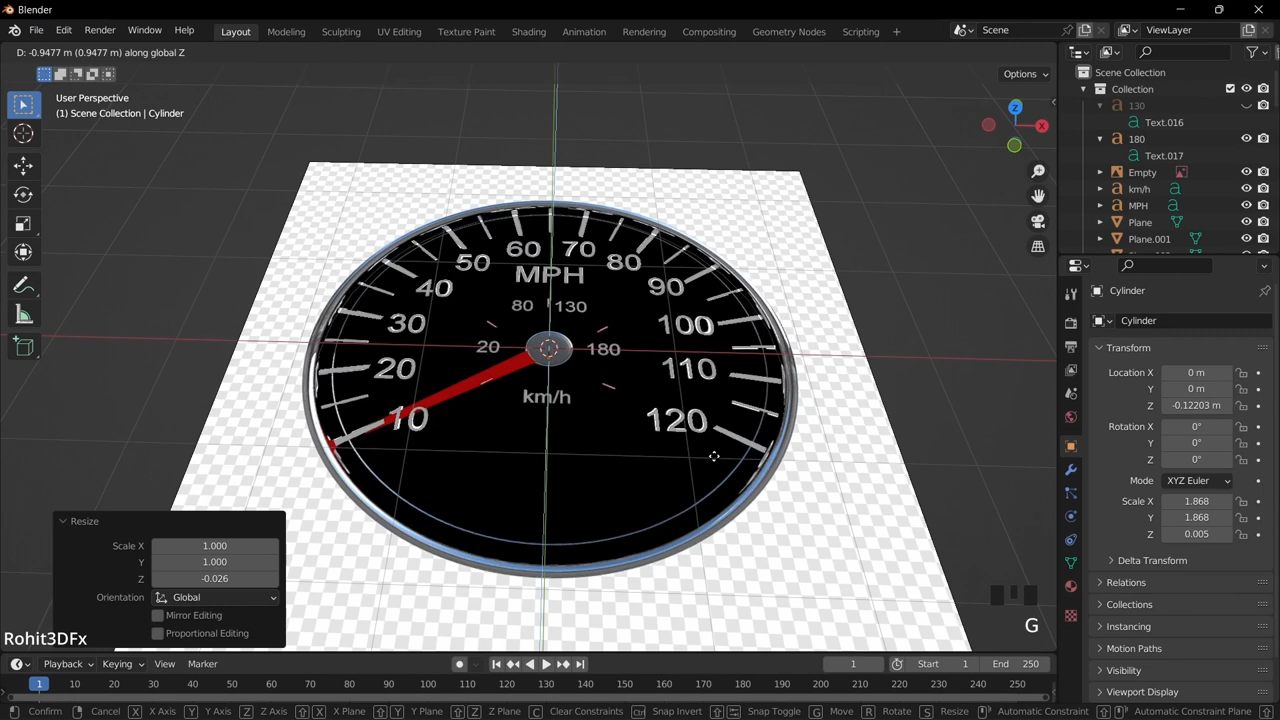 Blender
File Edit Render Window Help Layout Modeling Sculpting UV Editing Texture Paint Shading Animation Rendering Compositing Geometry Nodes Scripting + Scene ViewLayer
D: -0.9477 m (0.9477 m) along global Z
Options
User Perspective
(1) Scene Collection | Cylinder
Z
X
60 70
50 80
MPH
40 90
80 130
30 100
20 180
20 110
km/h
10 120
Resize
Scale X 1.000
Y 1.000
Z -0.026
Orientation Global
Mirror Editing
Proportional Editing
Rohit3DFx
G
Scene Collection
Collection
130
Text.016
180
Text.017
Empty
km/h
MPH
Plane
Plane.001
Cylinder
Cylinder
Transform
Location X 0 m
Y 0 m
Z -0.12203 m
Rotation X 0°
Y 0°
Z 0°
Mode XYZ Euler
Scale X 1.868
Y 1.868
Z 0.005
Delta Transform
Relations
Collections
Instancing
Motion Paths
Visibility
Viewport Display
Playback Keying View Marker 1 Start 1 End 250
1 10 20 30 40 50 60 70 80 90 100 110 120 130 140 150 160 170 180 190 200 210 220 230 240 250
Confirm Cancel X X Axis Y Y Axis Z Z Axis X X Plane Y Y Plane Z Z Plane C Clear Constraints Ctrl Snap Invert Snap Toggle G Move R Rotate S Resize Automatic Constraint Automatic Constraint Plane